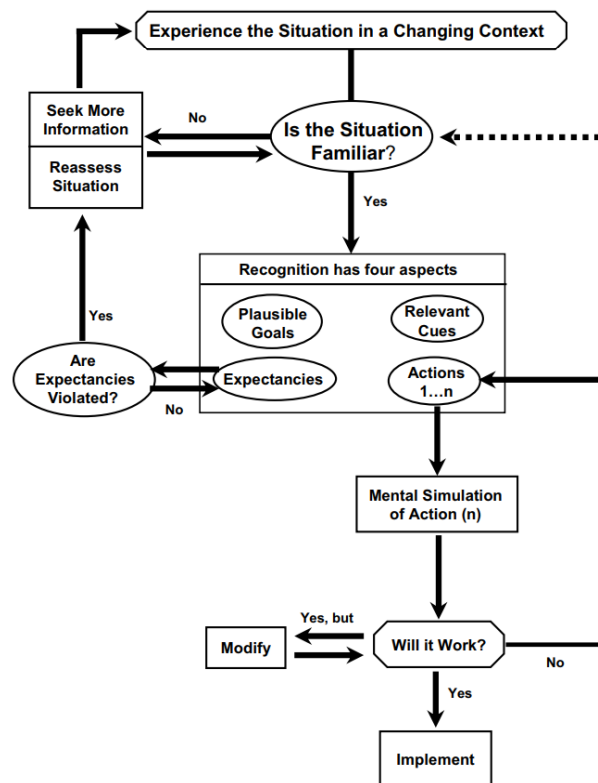 Experience the Situation in a Changing Context
Seek More
Information
No
Is the Situation
Familiar?
Reassess
Situation
Yes
Recognition has four aspects
Plausible
Goals
Relevant
Cues
Yes
Are
Expectancies
Violated?
No
Expectancies
Actions
1...n
Mental Simulation
of Action (n)
Yes, but
Modify
Will it Work?
No
Yes
Implement